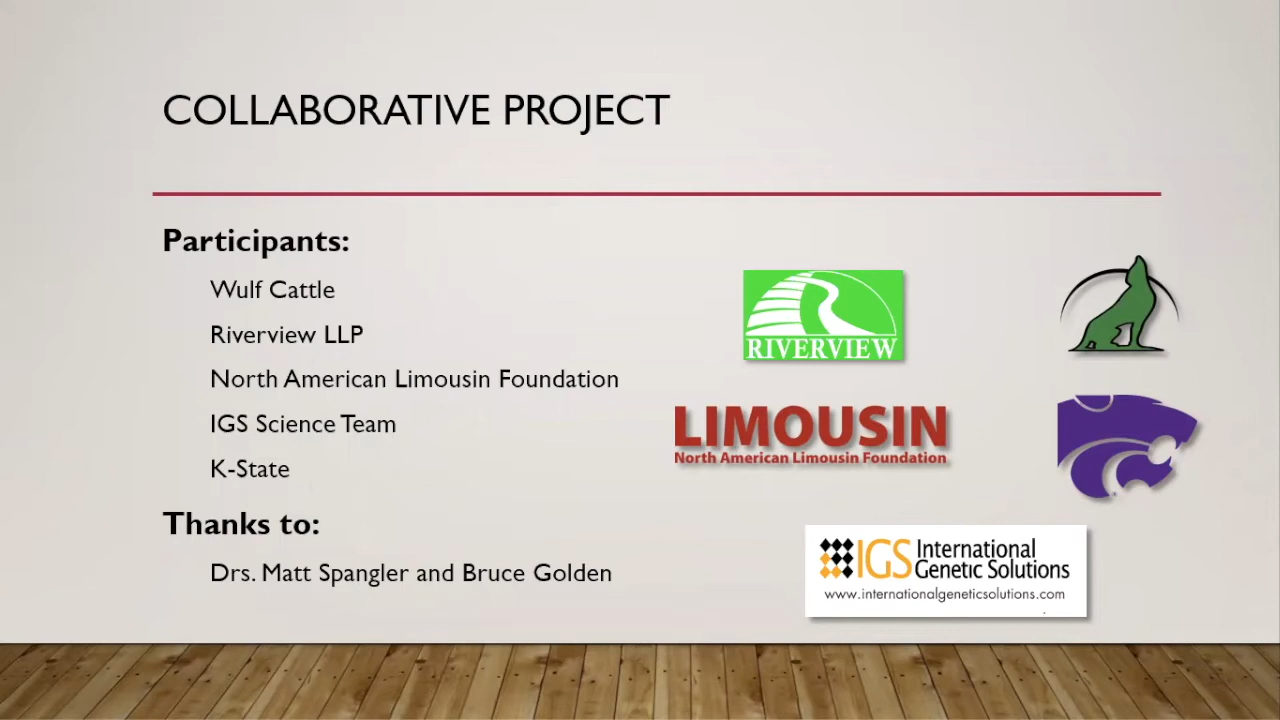 COLLABORATIVE PROJECT
Participants:
Wulf Cattle
Riverview LLP
North American Limousin Foundation
IGS Science Team
K-State
Thanks to:
Drs. Matt Spangler and Bruce Golden
RIVERVIEW
LIMOUSIN
North American Limousin Foundation
IGS International
Genetic Solutions
www.internationalgeneticsolutions.com